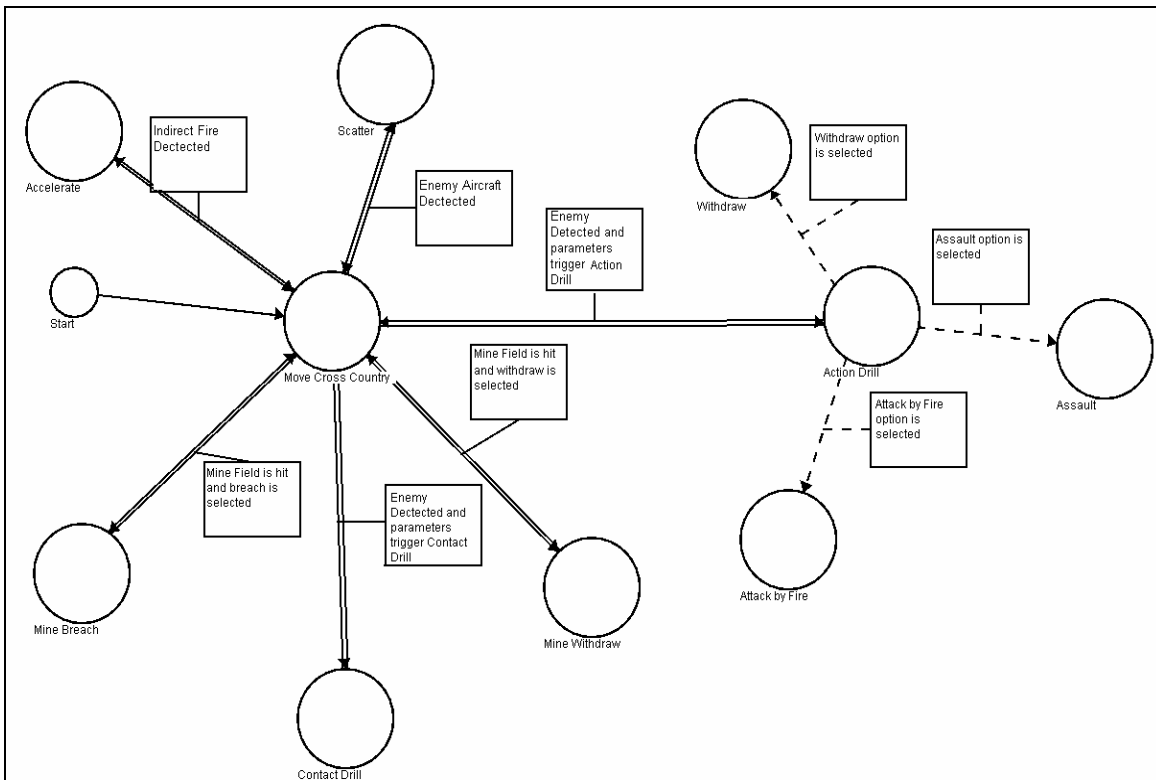 Scatter
Indirect Fire
Dectected
Accelerate
Enemy Aircraft
Dectected
Withdraw option
is selected
Withdraw
Enemy
Detected and
parameters
trigger Action
Drill
Assault option is
selected
Start
Move Cross Country
Action Drill
Assault
Mine Field is hit
and withdraw is
selected
Attack by Fire
option is
selected
Mine Field is hit
and breach is
selected
Enemy
Dectected and
parameters
trigger Contact
Drill
Attack by Fire
Mine Breach
Mine Withdraw
Contact Drill